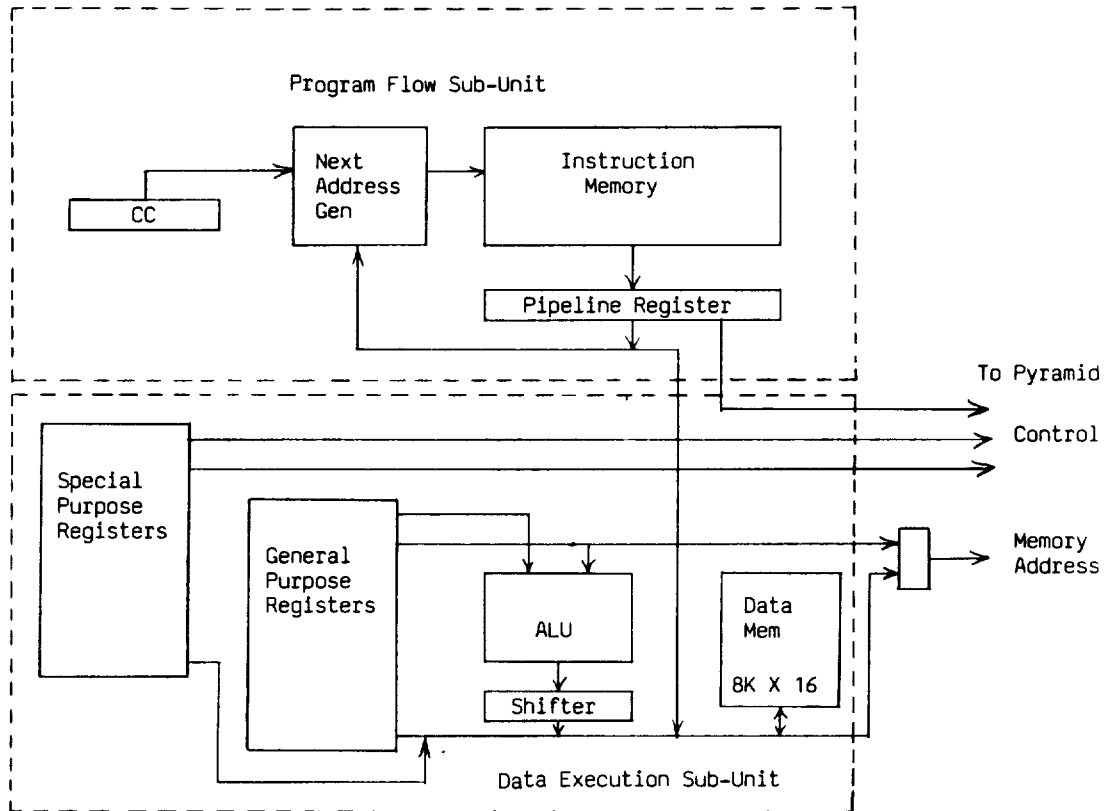 Program Flow Sub-Unit
Next
Address
Gen
Instruction
Memory
CC
Pipeline Register
To Pyramid
Control
Special
Purpose
Registers
General
Purpose
Registers
Memory
Address
ALU
Data
Mem
8K X 16
Shifter
Data Execution Sub-Unit